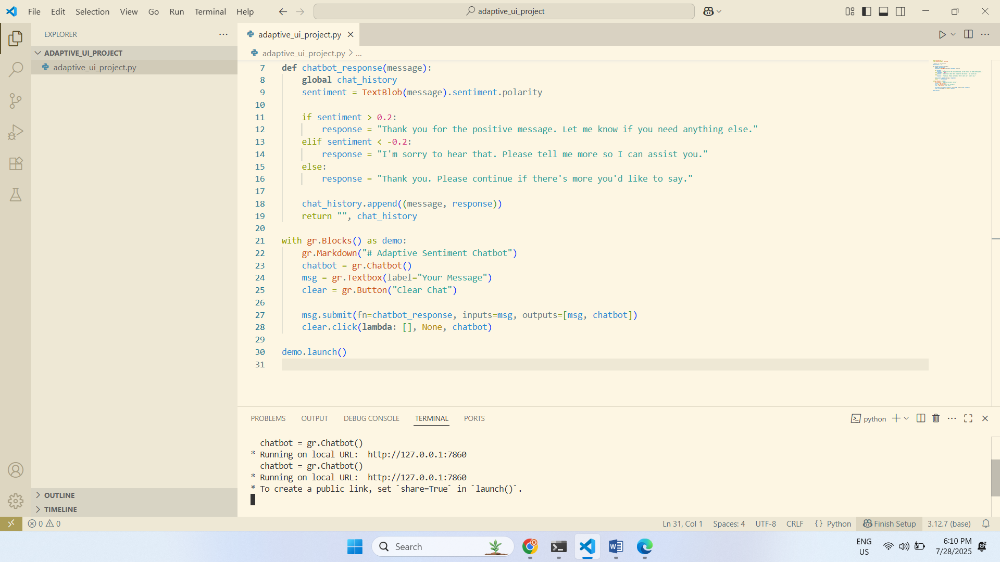 File Edit Selection View Go Run Terminal Help
adaptive_ui_project
EXPLORER
ADAPTIVE_UI_PROJECT
adaptive_ui_project.py
OUTLINE
TIMELINE
adaptive_ui_project.py
adaptive_ui_project.py > ...
7 def chatbot_response(message):
8     global chat_history
9     sentiment = TextBlob(message).sentiment.polarity
10
11     if sentiment > 0.2:
12         response = "Thank you for the positive message. Let me know if you need anything else."
13     elif sentiment < -0.2:
14         response = "I'm sorry to hear that. Please tell me more so I can assist you."
15     else:
16         response = "Thank you. Please continue if there's more you'd like to say."
17
18     chat_history.append((message, response))
19     return "", chat_history
20
21 with gr.Blocks() as demo:
22     gr.Markdown("# Adaptive Sentiment Chatbot")
23     chatbot = gr.Chatbot()
24     msg = gr.Textbox(label="Your Message")
25     clear = gr.Button("Clear Chat")
26
27     msg.submit(fn=chatbot_response, inputs=msg, outputs=[msg, chatbot])
28     clear.click(lambda: [], None, chatbot)
29
30 demo.launch()
31
PROBLEMS OUTPUT DEBUG CONSOLE TERMINAL PORTS
python
  chatbot = gr.Chatbot()
* Running on local URL:  http://127.0.0.1:7860
  chatbot = gr.Chatbot()
* Running on local URL:  http://127.0.0.1:7860
* To create a public link, set `share=True` in `launch()`.
0 0
Ln 31, Col 1 Spaces: 4 UTF-8 CRLF {} Python Finish Setup 3.12.7 (base)
Search
ENG
US
6:10 PM
7/28/2025